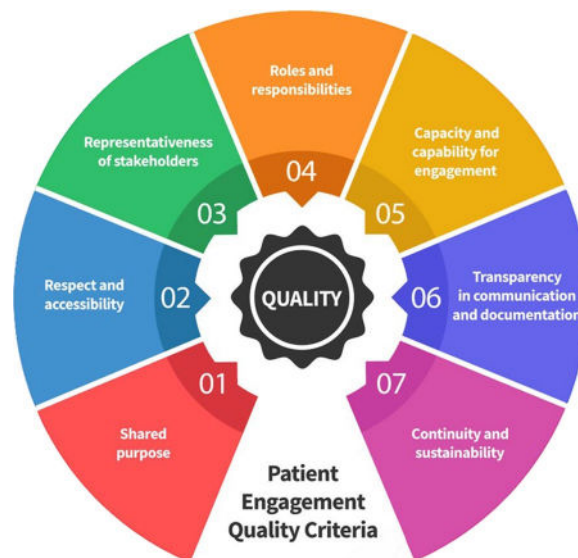 Roles and
responsibilities
04
Representativeness
of stakeholders
03
Capacity and
capability for
engagement
05
Respect and
accessibility
02
QUALITY
06
Transparency
in communication
and documentation
01
Shared
purpose
07
Continuity and
sustainability
Patient
Engagement
Quality Criteria